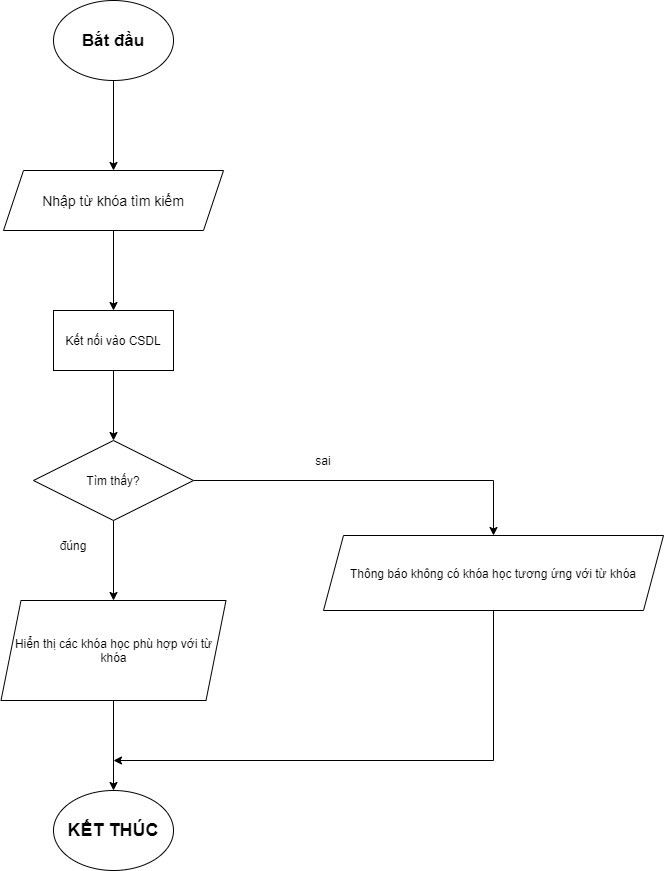 Bắt đầu
Nhập từ khóa tìm kiếm
Kết nối vào CSDL
Tìm thấy?
sai
đúng
Thông báo không có khóa học tương ứng với từ khóa
Hiển thị các khóa học phù hợp với từ
khóa
KẾT THÚC